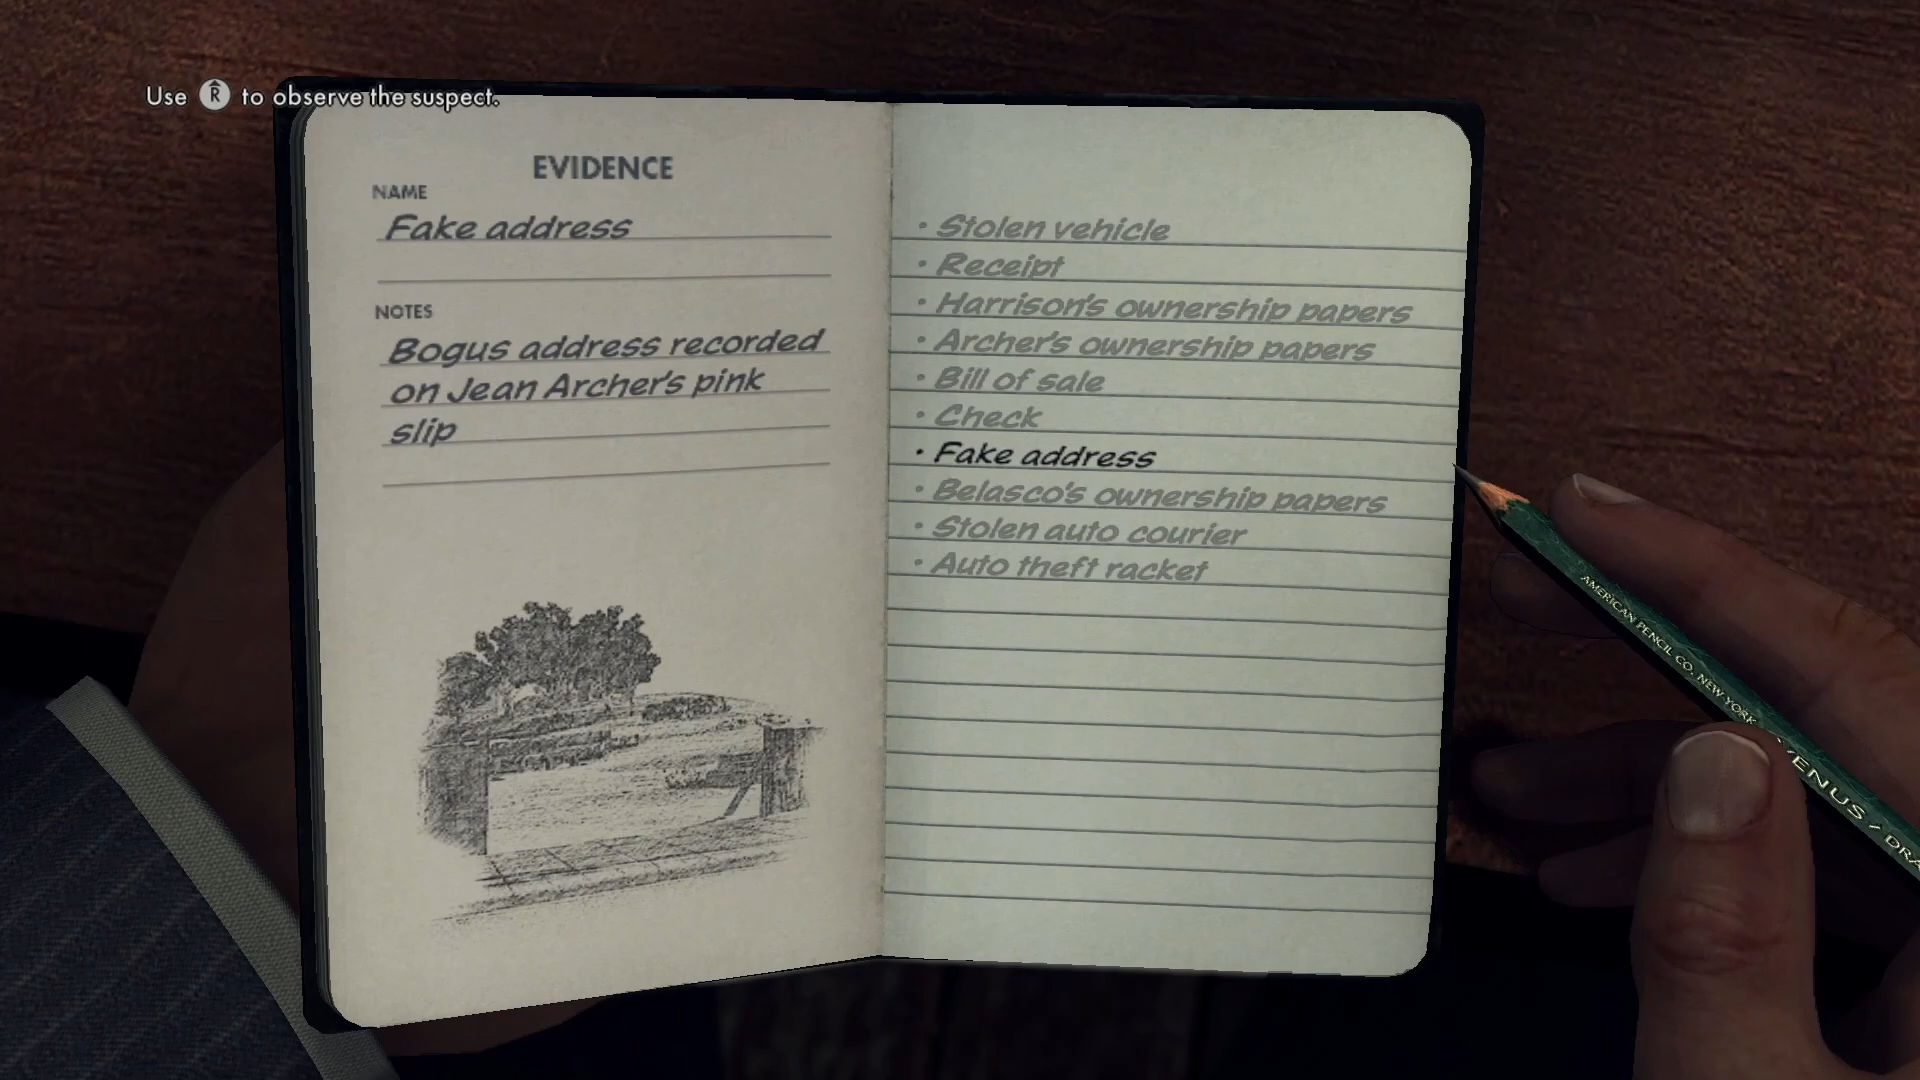 Use R to observe the suspect.
EVIDENCE
NAME
Fake address
NOTES
Bogus address recorded
on Jean Archer's pink
slip
• Stolen vehicle
• Receipt
• Harrison's ownership papers
• Archer's ownership papers
• Bill of sale
• Check
• Fake address
• Belasco's ownership papers
• Stolen auto courier
• Auto theft racket
AMERICAN PENCIL CO. NEW YORK
VENUS / DRA